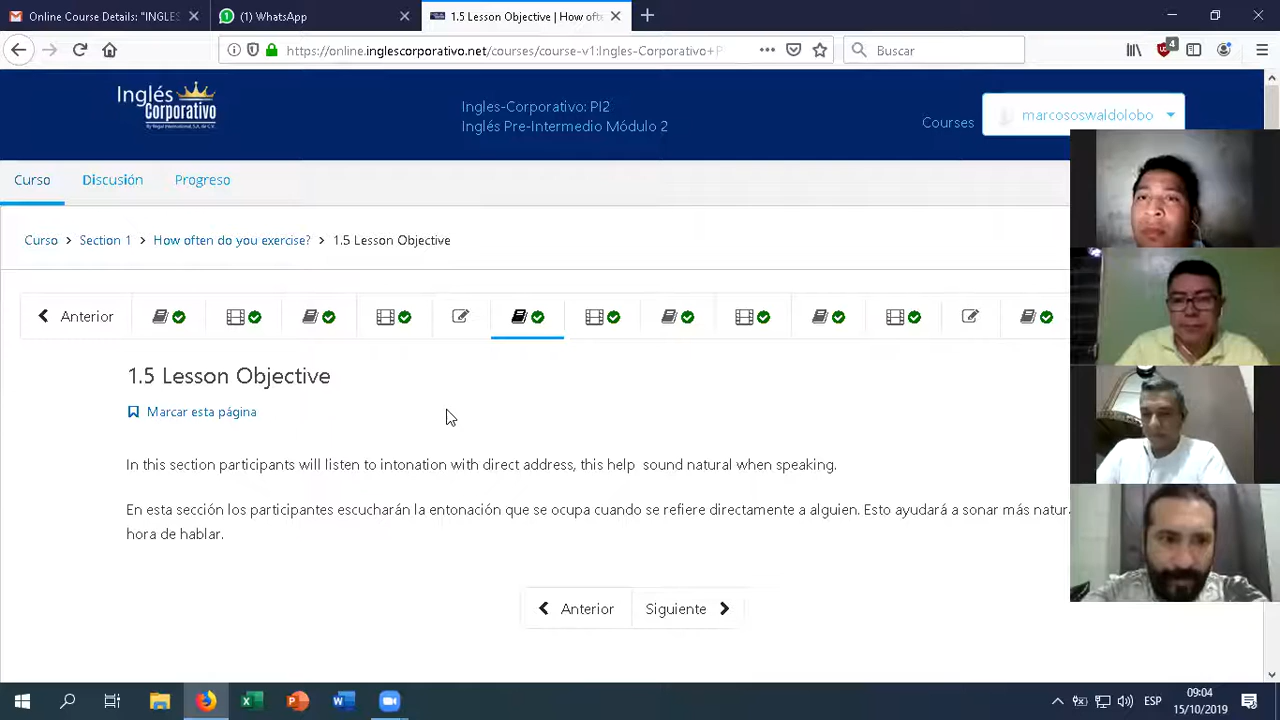 Online Course Details: "INGLES
(1) WhatsApp
1.5 Lesson Objective | How ofte
https://online.inglescorporativo.net/courses/course-v1:Ingles-Corporativo+P
Buscar
4
Inglés
Corporativo
Ingles-Corporativo: PI2
Inglés Pre-Intermedio Módulo 2
Courses
marcososwaldolobo
Curso
Discusión
Progreso
Curso > Section 1 > How often do you exercise? > 1.5 Lesson Objective
Anterior
1.5 Lesson Objective
Marcar esta página
In this section participants will listen to intonation with direct address, this help sound natural when speaking.
En esta sección los participantes escucharán la entonación que se ocupa cuando se refiere directamente a alguien. Esto ayudará a sonar más natur
hora de hablar.
Anterior
Siguiente
ESP
09:04
15/10/2019